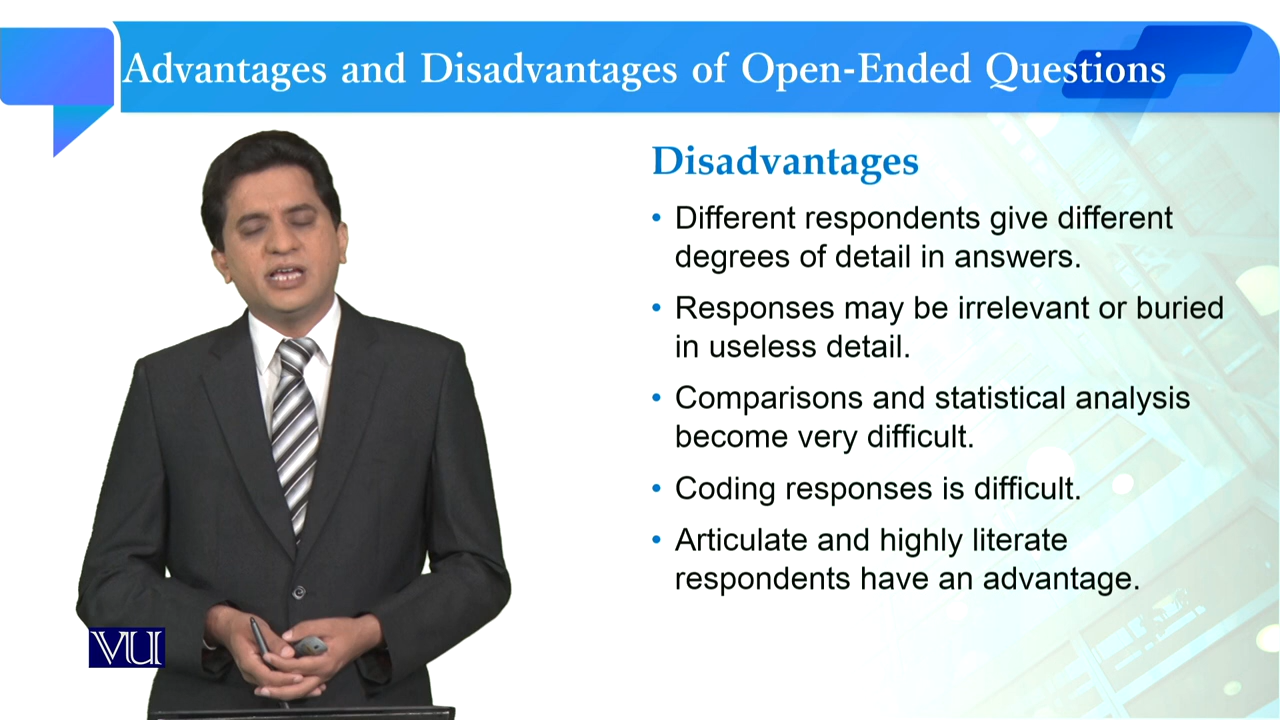 Advantages and Disadvantages of Open-Ended Questions
Disadvantages
• Different respondents give different
degrees of detail in answers.
• Responses may be irrelevant or buried
in useless detail.
• Comparisons and statistical analysis
become very difficult.
• Coding responses is difficult.
• Articulate and highly literate
respondents have an advantage.
VU